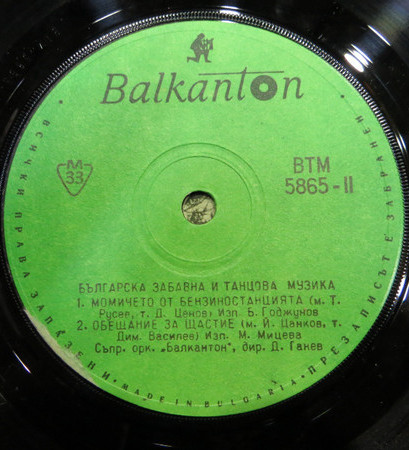 Balkanton
М
33
ВТМ
5865-II
БЪЛГАРСКА ЗАБАВНА И ТАНЦОВА МУЗИКА
1. МОМИЧЕТО ОТ БЕНЗИНОСТАНЦИЯТА (м. Т.
Русев, т. Д. Ценов) Изп. Б. Годжунов
2. ОБЕЩАНИЕ ЗА ЩАСТИЕ (м. Й. Цанков, т.
Дим. Василев) Изп. М. Мицева
Съпр. орк. „Балкантон", дир. Д. Ганев
ВСИЧКИ ПРАВА ЗАПАЗЕНИ · MADE IN BULGARIA · ПРЕЗАПИСЪТ Е ЗАБРАНЕН